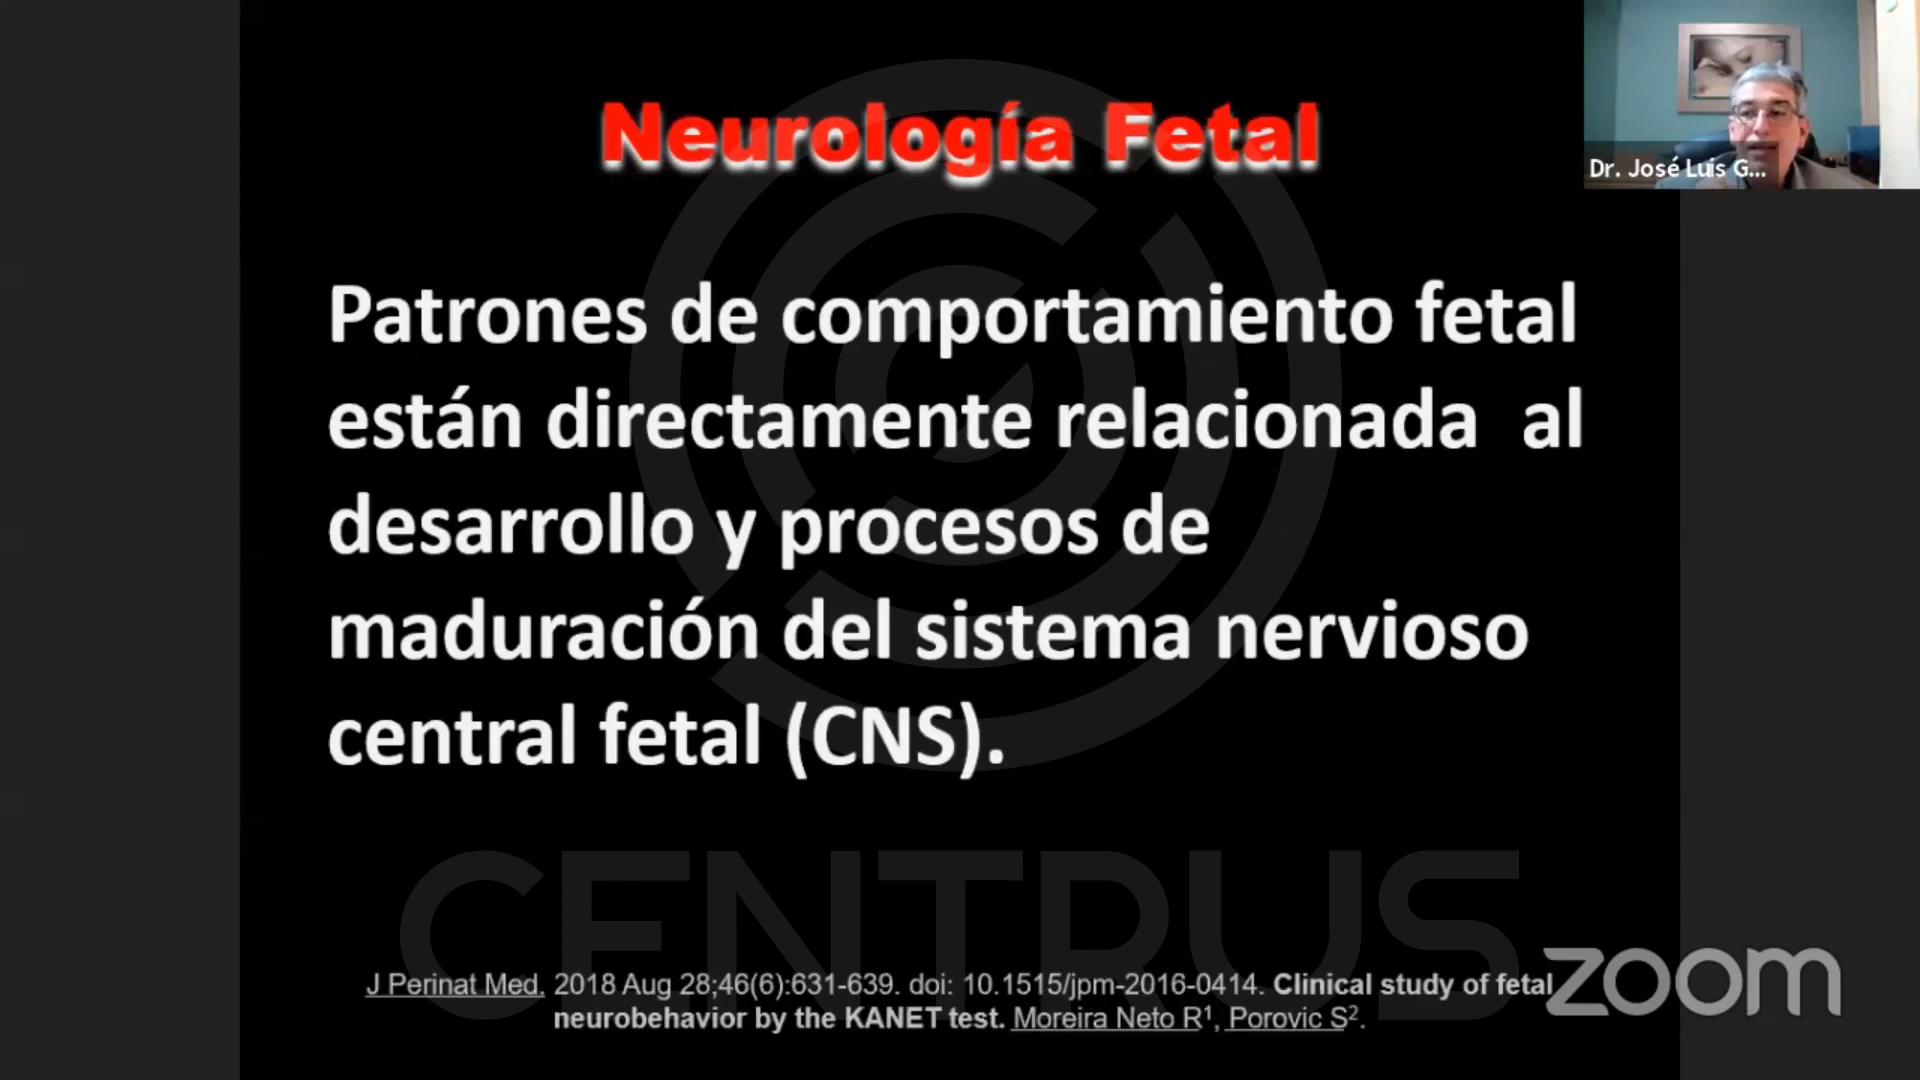 Neurología Fetal
Dr. José Luis G...
Patrones de comportamiento fetal
están directamente relacionada al
desarrollo y procesos de
maduración del sistema nervioso
central fetal (CNS).
CENTRUS
J Perinat Med. 2018 Aug 28;46(6):631-639. doi: 10.1515/jpm-2016-0414. Clinical study of fetal
neurobehavior by the KANET test. Moreira Neto R¹, Porovic S².
zoom